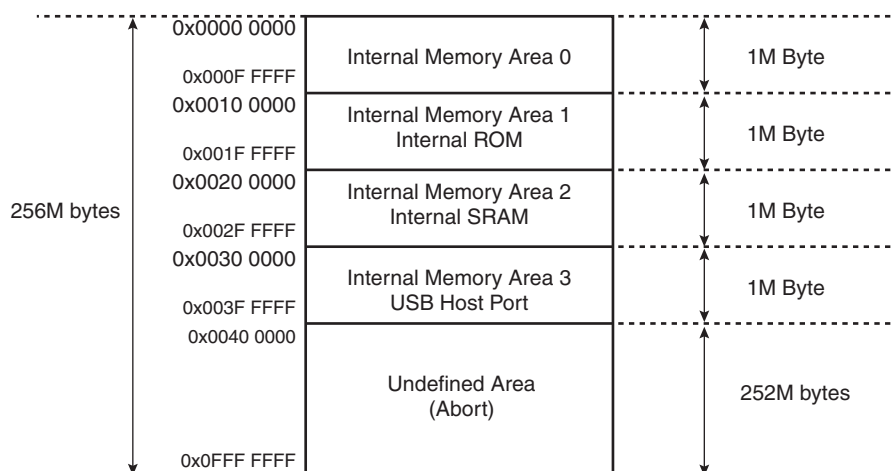 0x0000 0000
Internal Memory Area 0
1M Byte
0x000F FFFF
0x0010 0000
Internal Memory Area 1
Internal ROM
1M Byte
0x001F FFFF
0x0020 0000
Internal Memory Area 2
Internal SRAM
1M Byte
256M bytes
0x002F FFFF
0x0030 0000
Internal Memory Area 3
USB Host Port
1M Byte
0x003F FFFF
0x0040 0000
Undefined Area
(Abort)
252M bytes
0x0FFF FFFF